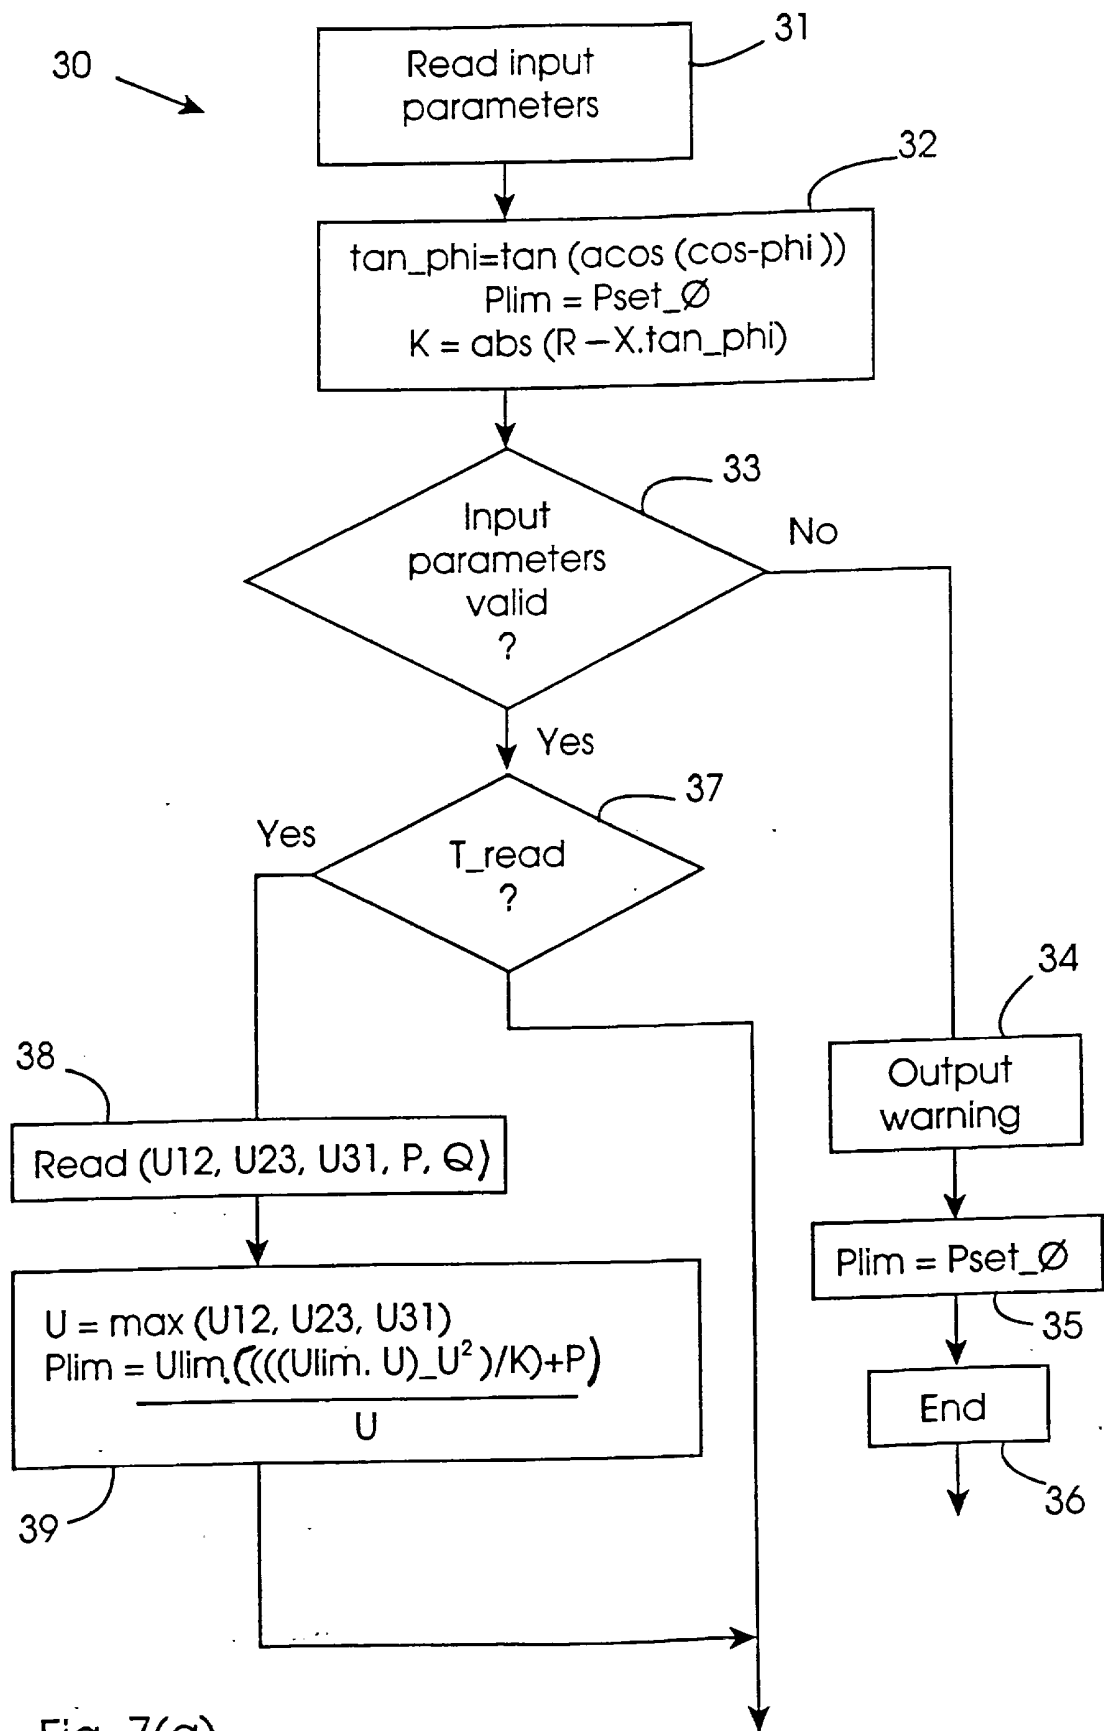 30
31
Read input
parameters
32
tan_phi=tan (acos (cos-phi))
Plim = Pset_Ø
K = abs (R – X.tan_phi)
33
Input
parameters
valid
?
No
Yes
37
Yes
T_read
?
34
Output
warning
38
Read (U12, U23, U31, P, Q)
Plim = Pset_Ø
35
U = max (U12, U23, U31)
Plim = Ulim.((((Ulim. U)_U²)/K)+P)
U
39
End
36
Fig. 7(a)